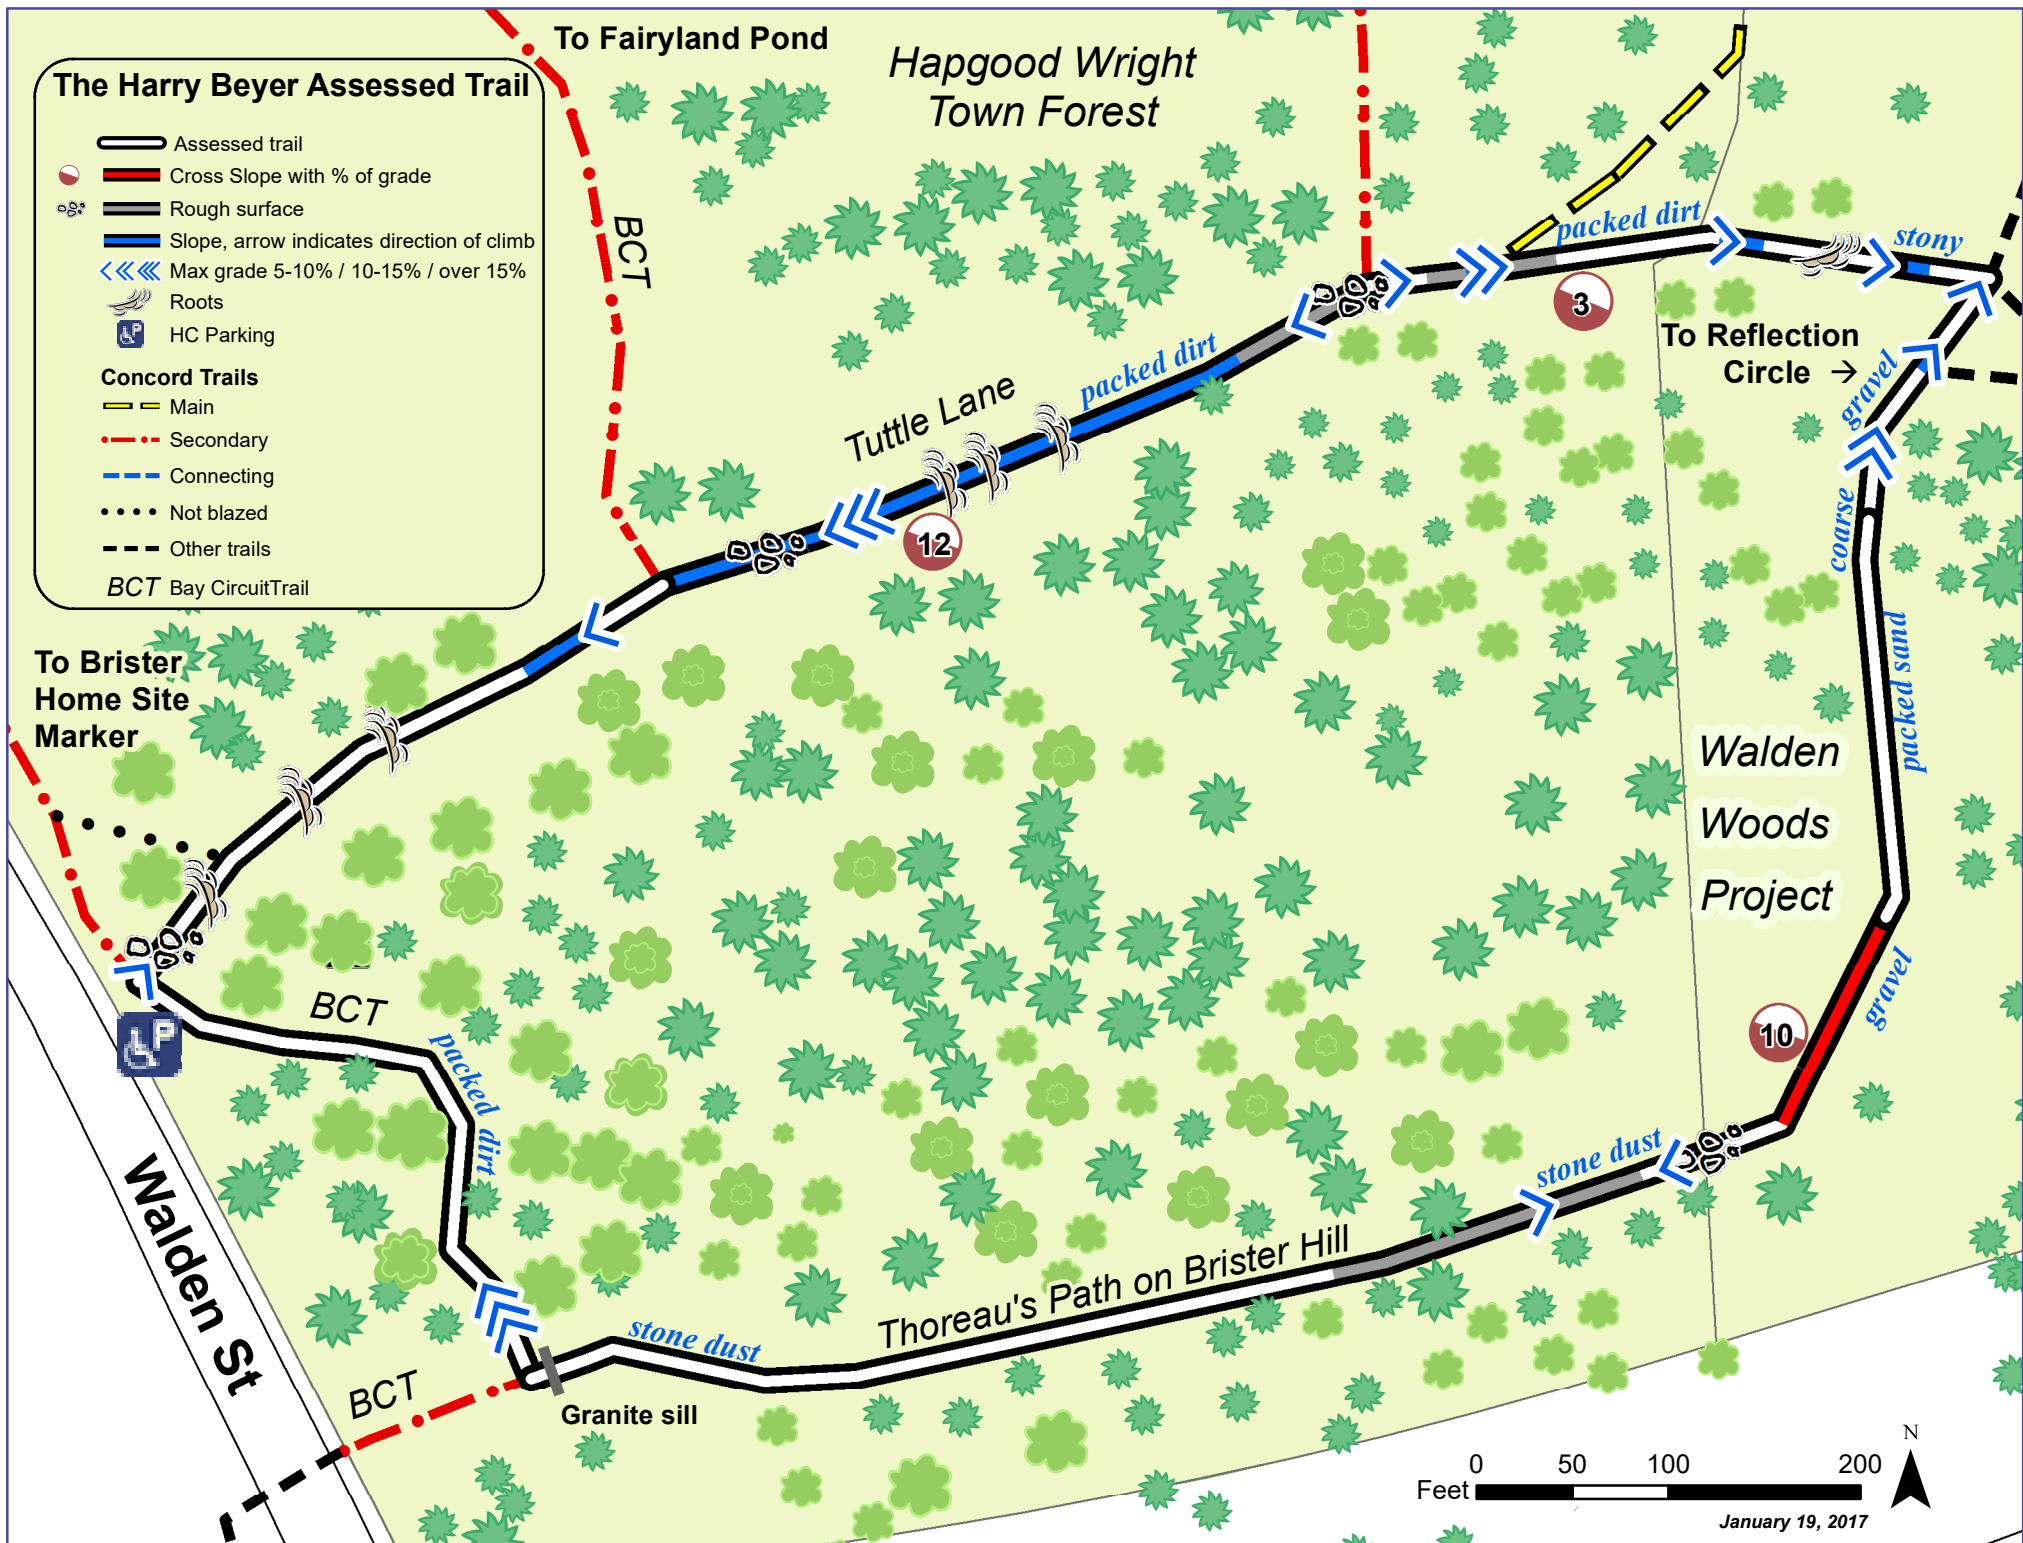 The Harry Beyer Assessed Trail
Assessed trail
Cross Slope with % of grade
Rough surface
Slope, arrow indicates direction of climb
Max grade 5-10% / 10-15% / over 15%
Roots
P
HC Parking
Concord Trails
Main
Secondary
Connecting
Not blazed
Other trails
BCT Bay CircuitTrail
To Fairyland Pond
Hapgood Wright
Town Forest
BCT
packed dirt
stony
3
To Reflection
Circle →
gravel
packed dirt
Tuttle Lane
12
coarse
To Brister
Home Site
Marker
packed sand
Walden
Woods
Project
gravel
BCT
P
10
packed dirt
stone dust
Walden St
Thoreau's Path on Brister Hill
stone dust
BCT
Granite sill
N
0 50 100 200
Feet
January 19, 2017